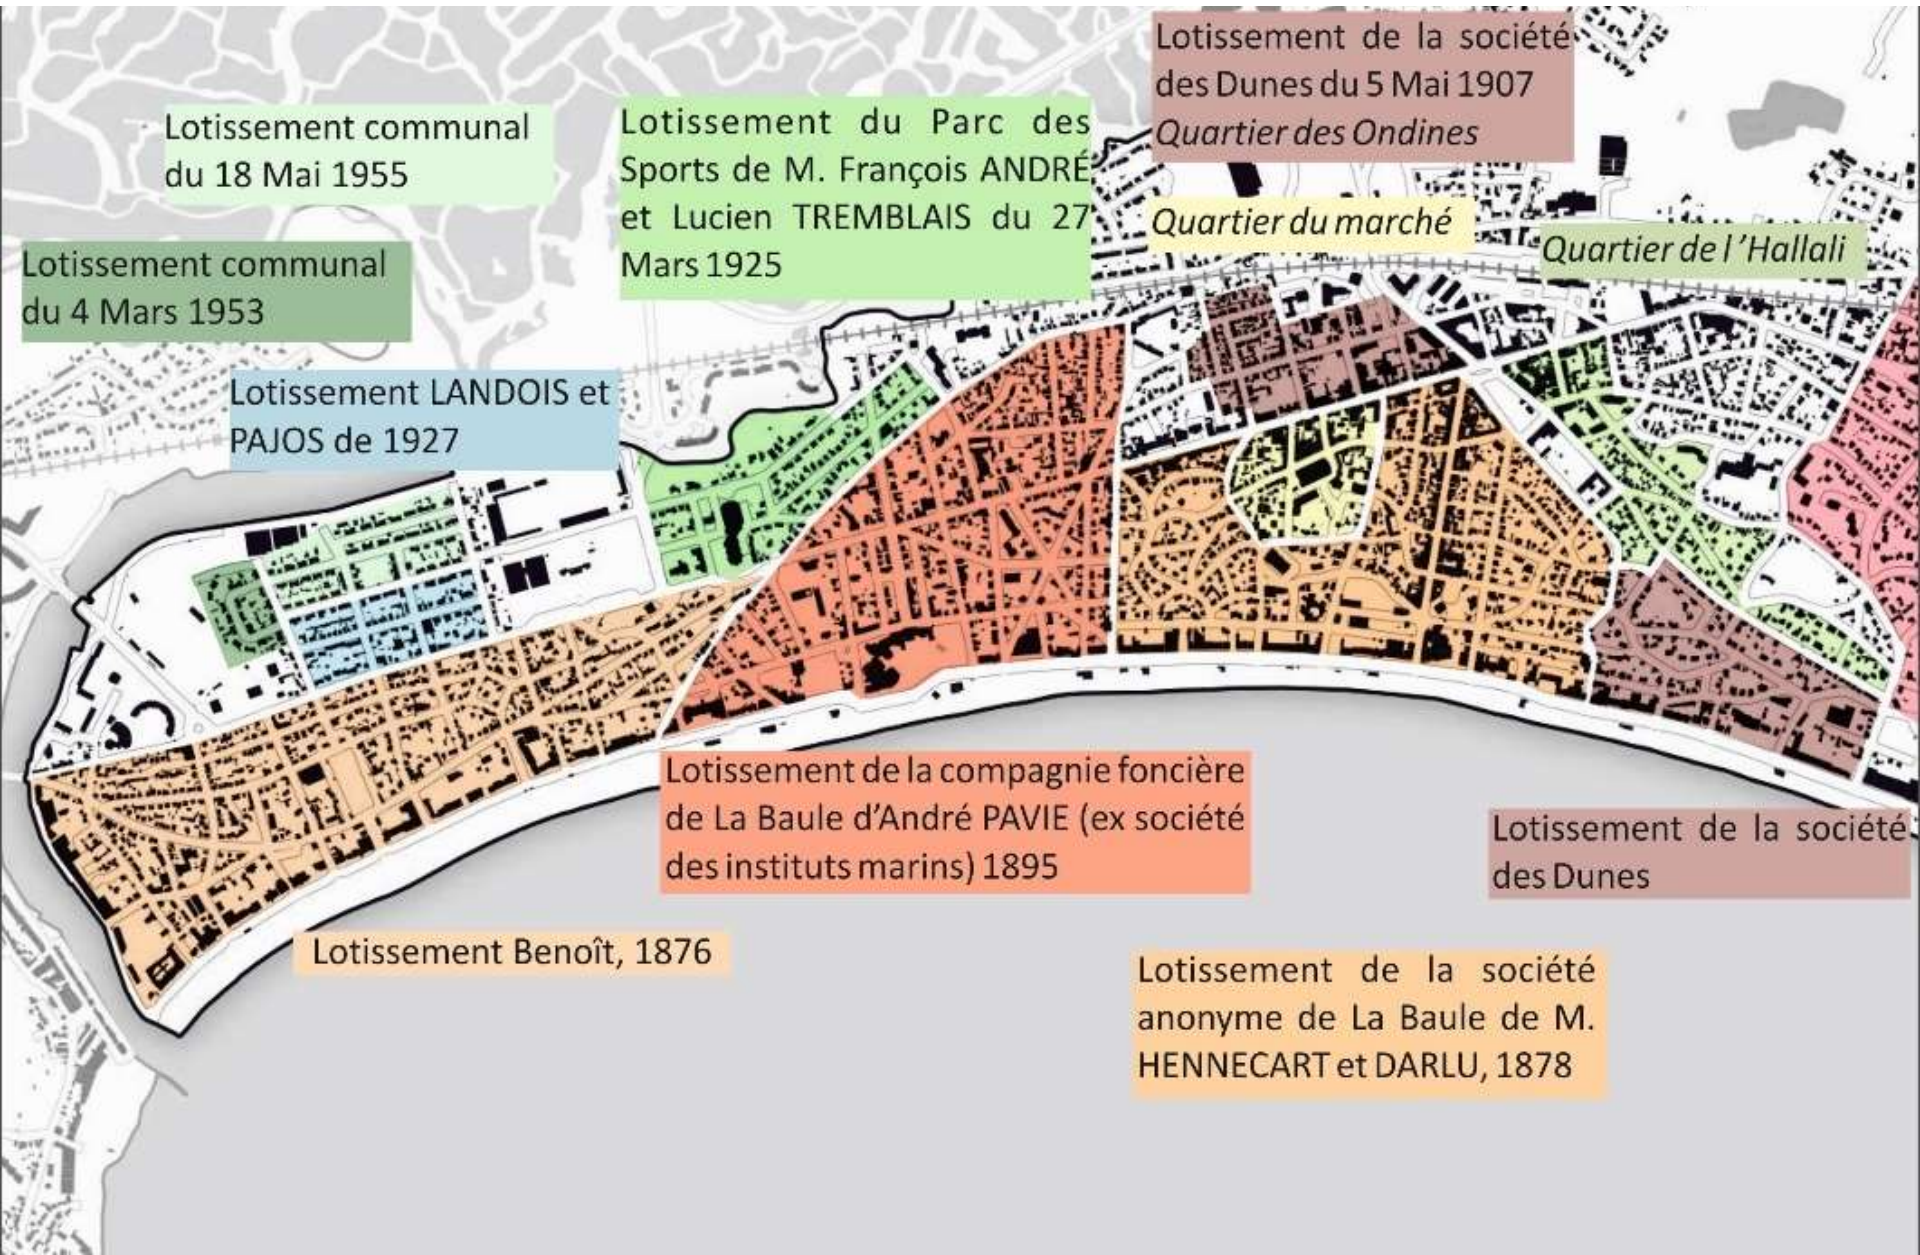 Lotissement de la société
des Dunes du 5 Mai 1907
Quartier des Ondines
Lotissement communal
du 18 Mai 1955
Lotissement du Parc des
Sports de M. François ANDRÉ
et Lucien TREMBLAIS du 27
Mars 1925
Quartier du marché
Quartier de l'Hallali
Lotissement communal
du 4 Mars 1953
Lotissement LANDOIS et
PAJOS de 1927
Lotissement de la compagnie foncière
de La Baule d'André PAVIE (ex société
des instituts marins) 1895
Lotissement de la société
des Dunes
Lotissement Benoît, 1876
Lotissement de la société
anonyme de La Baule de M.
HENNECART et DARLU, 1878